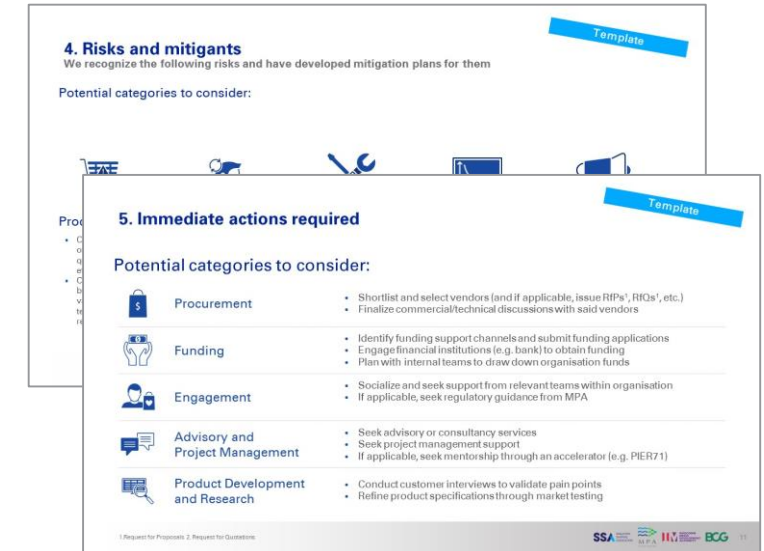 4. Risks and mitigants
Template
We recognize the following risks and have developed mitigation plans for them
Potential categories to consider:
5. Immediate actions required
Template
Potential categories to consider:
$
Procurement
• Shortlist and select vendors (and if applicable, issue RfPs¹, RfQs¹, etc.)
• Finalize commercial/technical discussions with said vendors
Funding
• Identify funding support channels and submit funding applications
• Engage financial institutions (e.g. bank) to obtain funding
• Plan with internal teams to draw down organisation funds
Engagement
• Socialize and seek support from relevant teams within organisation
• If applicable, seek regulatory guidance from MPA
Advisory and
Project Management
• Seek advisory or consultancy services
• Seek project management support
• If applicable, seek mentorship through an accelerator (e.g. PIER71)
Product Development
and Research
• Conduct customer interviews to validate pain points
• Refine product specifications through market testing
1.Request for Proposals 2. Request for Quotations
SSA
MPA
BCG
11